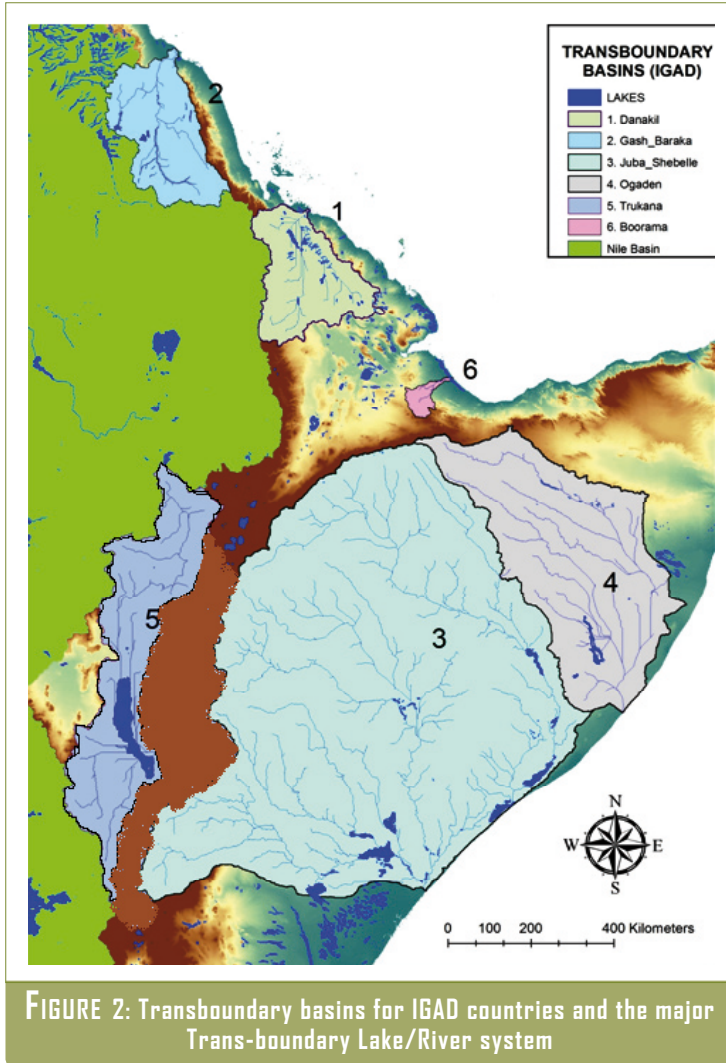 TRANSBOUNDARY
BASINS (IGAD)
LAKES
1. Danakil
2. Gash_Baraka
3. Juba_Shebelle
4. Ogaden
5. Trukana
6. Boorama
Nile Basin
2
1
6
4
5
3
N
W E
S
0 100 200 400 Kilometers
FIGURE 2: Transboundary basins for IGAD countries and the major
Trans-boundary Lake/River system